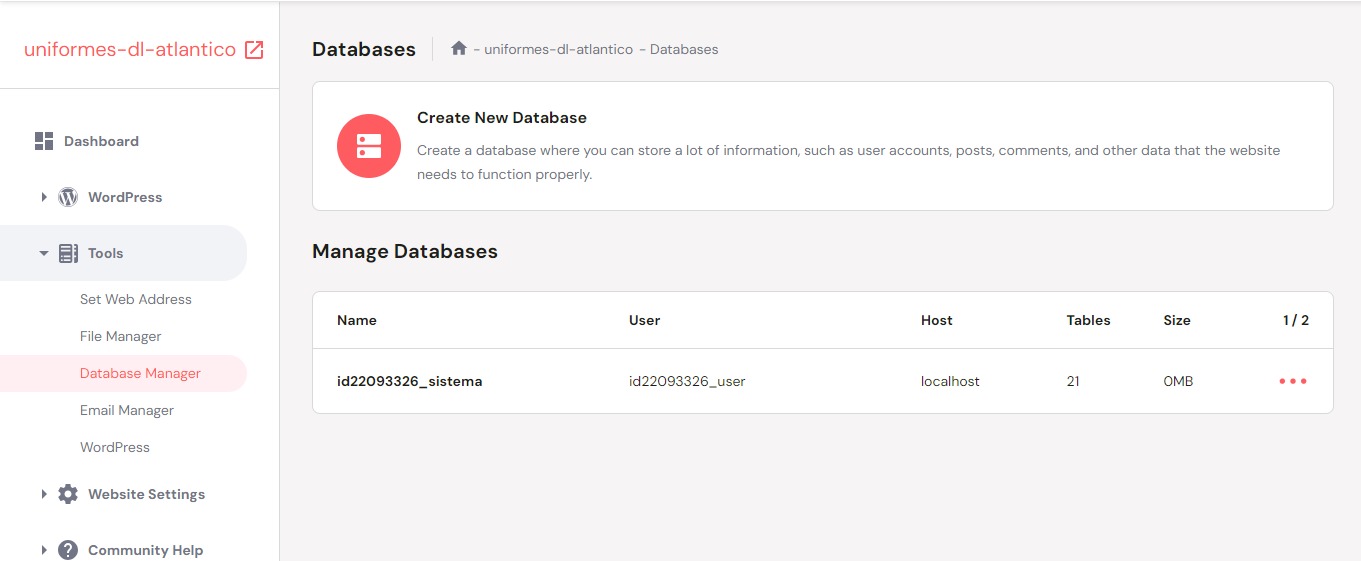 uniformes-dl-atlantico
Dashboard
WordPress
Tools
Set Web Address
File Manager
Database Manager
Email Manager
WordPress
Website Settings
Community Help
Databases
- uniformes-dl-atlantico - Databases
Create New Database
Create a database where you can store a lot of information, such as user accounts, posts, comments, and other data that the website
needs to function properly.
Manage Databases
Name User Host Tables Size 1 / 2
id22093326_sistema id22093326_user localhost 21 0MB